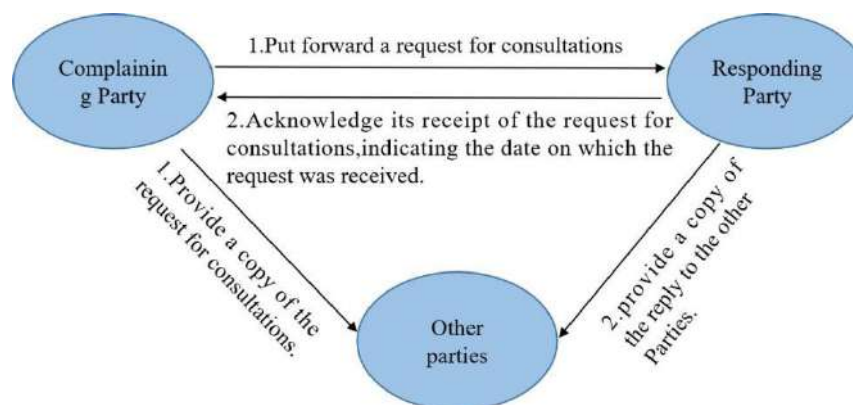 1.Put forward a request for consultations
Complainin
g Party
Responding
Party
2.Acknowledge its receipt of the request for
consultations,indicating the date on which the
request was received.
1.Provide a copy of the
request for consultations.
2. provide a copy of
the reply to the other
Parties.
Other
parties